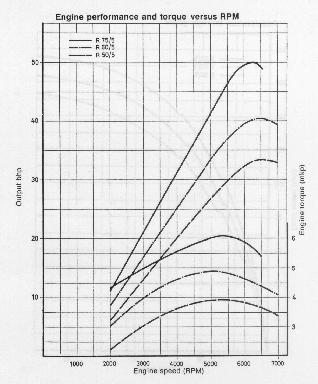 Engine performance and torque versus RPM
R 75/5
R 60/5
R 50/5
50
40
30
20
10
Output bhp
6
5
4
3
Engine torque (mkp)
1000 2000 3000 4000 5000 6000 7000
Engine speed (RPM)